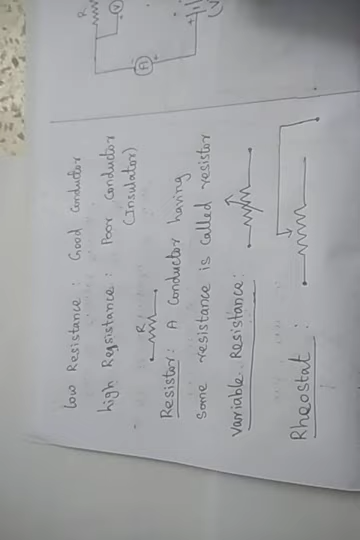 R
V
A
(V)
Low Resistance : Good Conductor
high Regsistance : Poor Conductor
(Insulator)
R
Resistor : A Conductor having
some resistance is called resistor
Variable Resistance:
Rheostat :